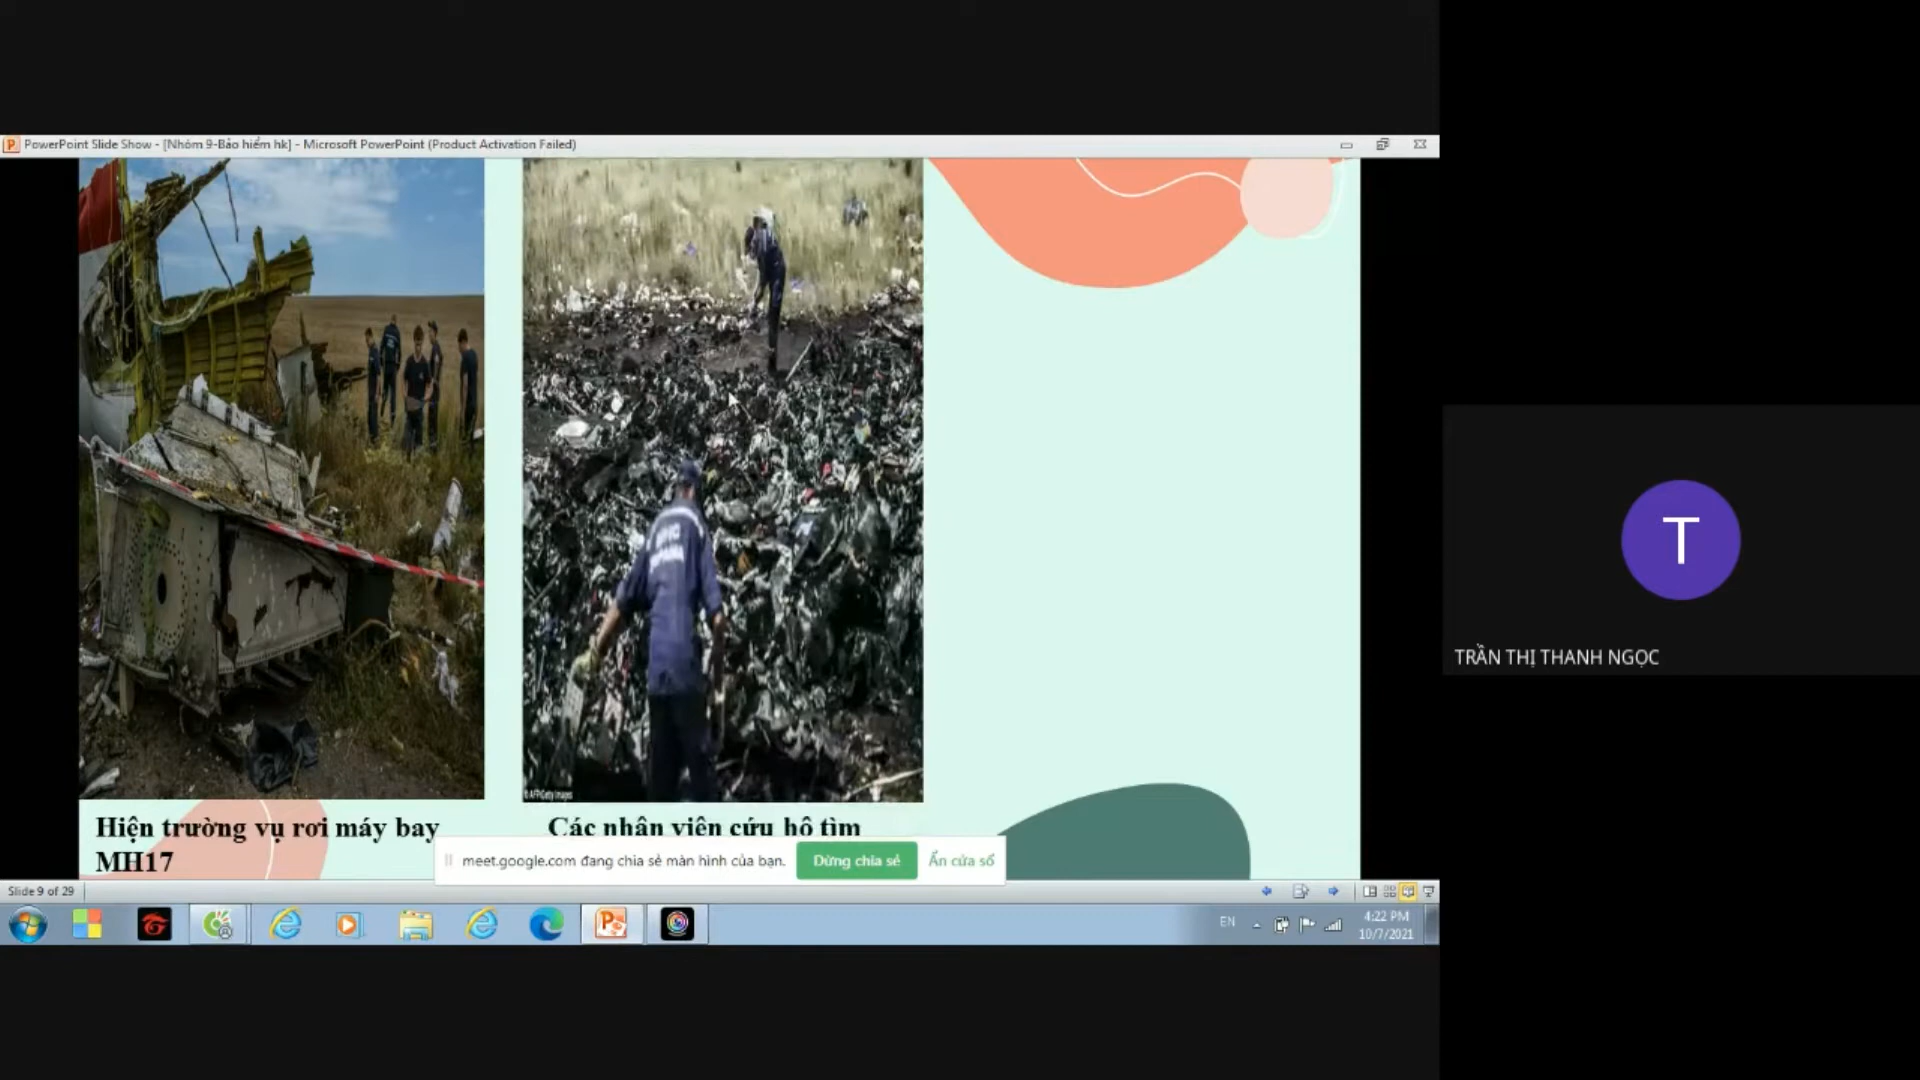 PowerPoint Slide Show - [Nhóm 9-Bảo hiểm hk] - Microsoft PowerPoint (Product Activation Failed)
© AFP/Getty Images
Hiện trường vụ rơi máy bay
MH17
Các nhân viên cứu hộ tìm
meet.google.com đang chia sẻ màn hình của bạn.
Dừng chia sẻ
Ẩn cửa sổ
Slide 9 of 29
EN
4:22 PM
10/7/2021
T
TRẦN THỊ THANH NGỌC